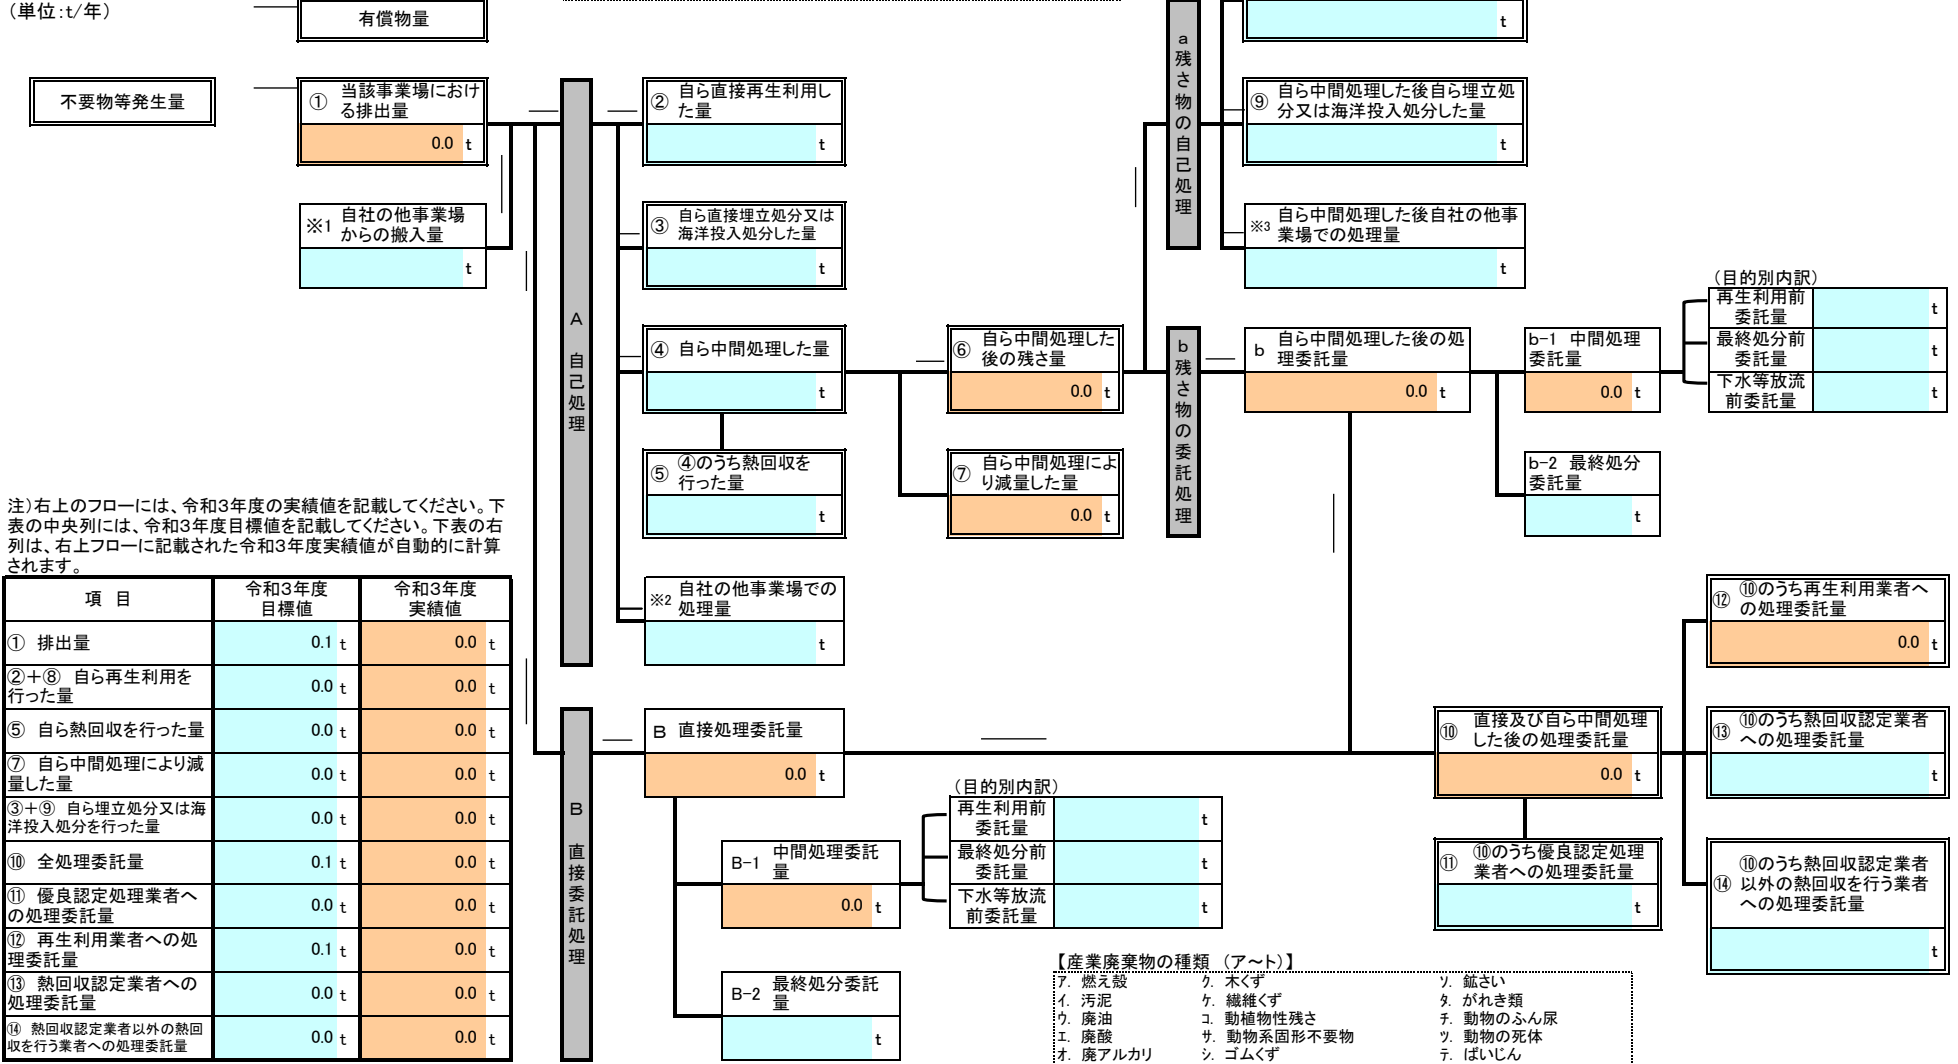 (単位:t/年)
有償物量
t
不要物等発生量
① 当該事業場におけ
る排出量
0.0 t
※1 自社の他事業場
からの搬入量
t
A 自己処理
② 自ら直接再生利用し
た量
t
③ 自ら直接埋立処分又は
海洋投入処分した量
t
④ 自ら中間処理した量
t
⑤ ④のうち熱回収を
行った量
t
※2 自社の他事業場での
処理量
t
⑥ 自ら中間処理した
後の残さ量
0.0 t
⑦ 自ら中間処理によ
り減量した量
0.0 t
a残さ物の自己処理
⑨ 自ら中間処理した後自ら埋立処
分又は海洋投入処分した量
t
※3 自ら中間処理した後自社の他事
業場での処理量
t
b残さ物の委託処理
b 自ら中間処理した後の処
理委託量
0.0 t
b-1 中間処理
委託量
0.0 t
b-2 最終処分
委託量
t
(目的別内訳)
再生利用前
委託量 t
最終処分前
委託量 t
下水等放流
前委託量 t
注)右上のフローには、令和3年度の実績値を記載してください。下
表の中央列には、令和3年度目標値を記載してください。下表の右
列は、右上フローに記載された令和3年度実績値が自動的に計算
されます。
項 目 令和3年度
目標値 令和3年度
実績値
① 排出量 0.1 t 0.0 t
②+⑧ 自ら再生利用を
行った量 0.0 t 0.0 t
⑤ 自ら熱回収を行った量 0.0 t 0.0 t
⑦ 自ら中間処理により減
量した量 0.0 t 0.0 t
③+⑨ 自ら埋立処分又は海
洋投入処分を行った量 0.0 t 0.0 t
⑩ 全処理委託量 0.1 t 0.0 t
⑪ 優良認定処理業者へ
の処理委託量 0.0 t 0.0 t
⑫ 再生利用業者への処
理委託量 0.1 t 0.0 t
⑬ 熱回収認定業者への
処理委託量 0.0 t 0.0 t
⑭ 熱回収認定業者以外の熱回
収を行う業者への処理委託量 0.0 t 0.0 t
B 直接委託処理
B 直接処理委託量
0.0 t
B-1 中間処理委託
量
0.0 t
B-2 最終処分委託
量
t
(目的別内訳)
再生利用前
委託量 t
最終処分前
委託量 t
下水等放流
前委託量 t
⑩ 直接及び自ら中間処理
した後の処理委託量
0.0 t
⑪ ⑩のうち優良認定処理
業者への処理委託量
t
⑫ ⑩のうち再生利用業者へ
の処理委託量
0.0 t
⑬ ⑩のうち熱回収認定業者
への処理委託量
t
⑭ ⑩のうち熱回収認定業者
以外の熱回収を行う業者
への処理委託量
t
【産業廃棄物の種類 (ア~ト)】
ア. 燃え殻 ク. 木くず ソ. 鉱さい
イ. 汚泥 ケ. 繊維くず タ. がれき類
ウ. 廃油 コ. 動植物性残さ チ. 動物のふん尿
エ. 廃酸 サ. 動物系固形不要物 ツ. 動物の死体
オ. 廃アルカリ シ. ゴムくず テ. ばいじん